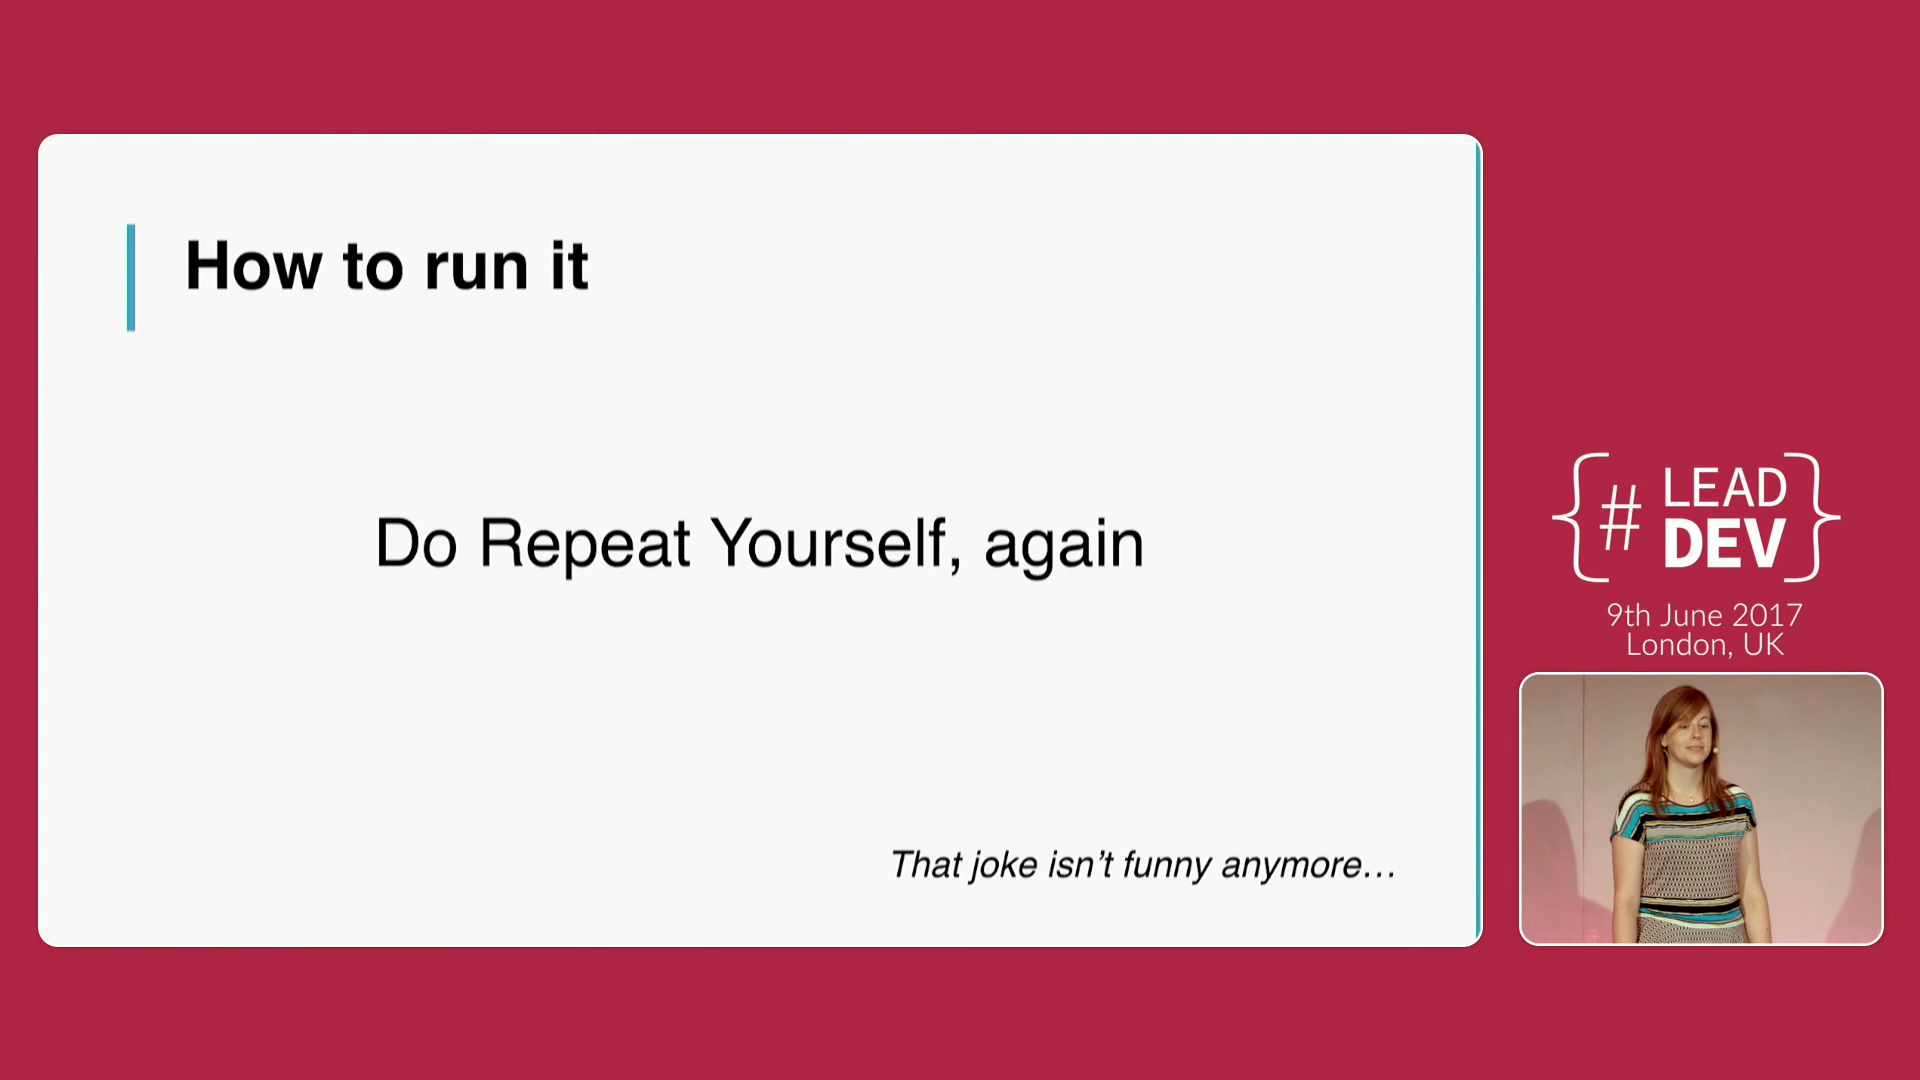 How to run it
Do Repeat Yourself, again
That joke isn’t funny anymore…
{# LEAD
DEV}
9th June 2017
London, UK